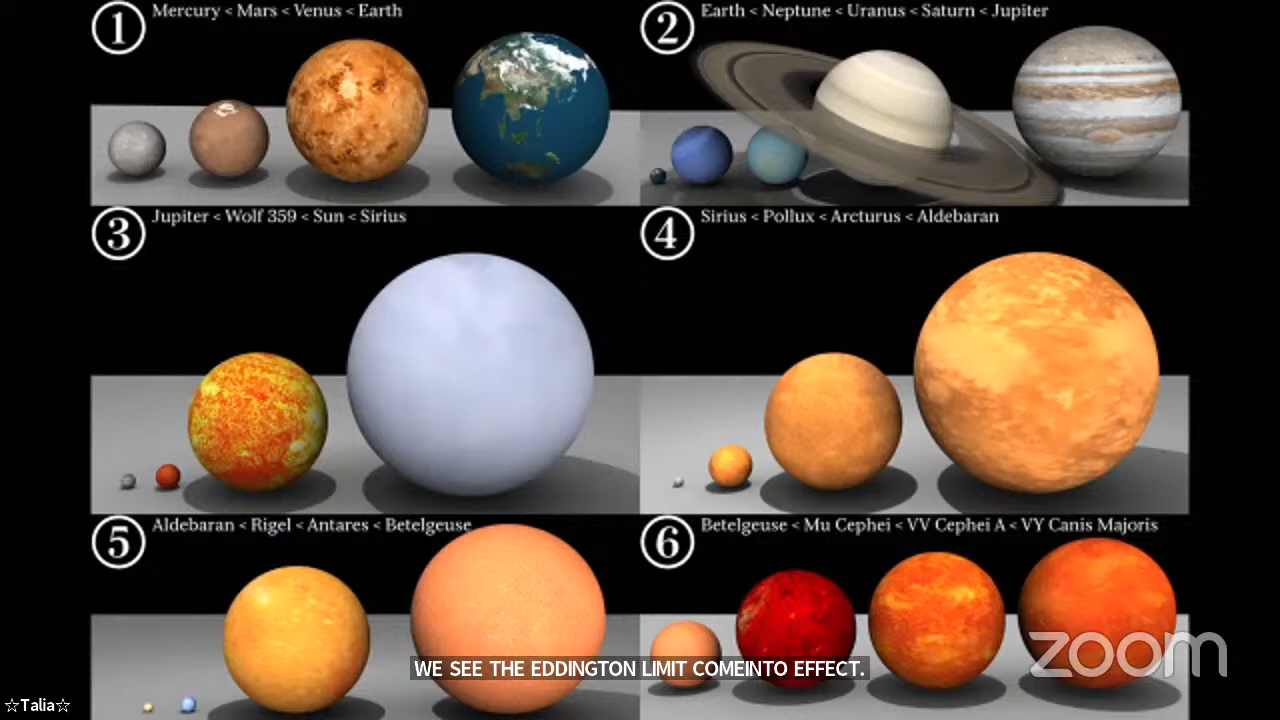 1 Mercury < Mars < Venus < Earth
2 Earth < Neptune < Uranus < Saturn < Jupiter
3 Jupiter < Wolf 359 < Sun < Sirius
4 Sirius < Pollux < Arcturus < Aldebaran
5 Aldebaran < Rigel < Antares < Betelgeuse
6 Betelgeuse < Mu Cephei < VV Cephei A < VY Canis Majoris
zoom
WE SEE THE EDDINGTON LIMIT COMEINTO EFFECT.
☆Talia☆